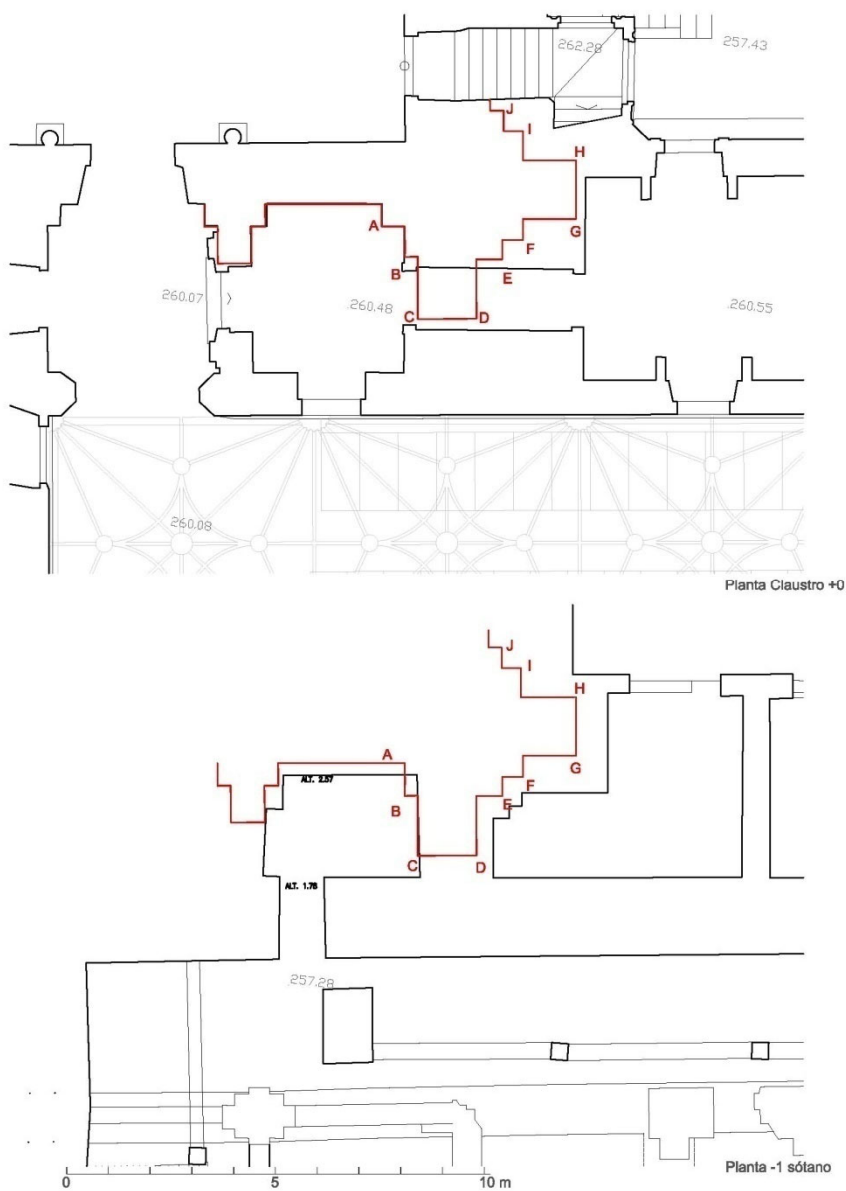 262.28
257.43
J
I
H
A
G
F
B
E
260.07
260.48
C
D
.260.55
260.08
Planta Claustro +0
J
I
H
A
G
ALT. 2.57
F
B
E
C
D
ALT. 1.76
257.28
Planta -1 sótano
0
5
10 m